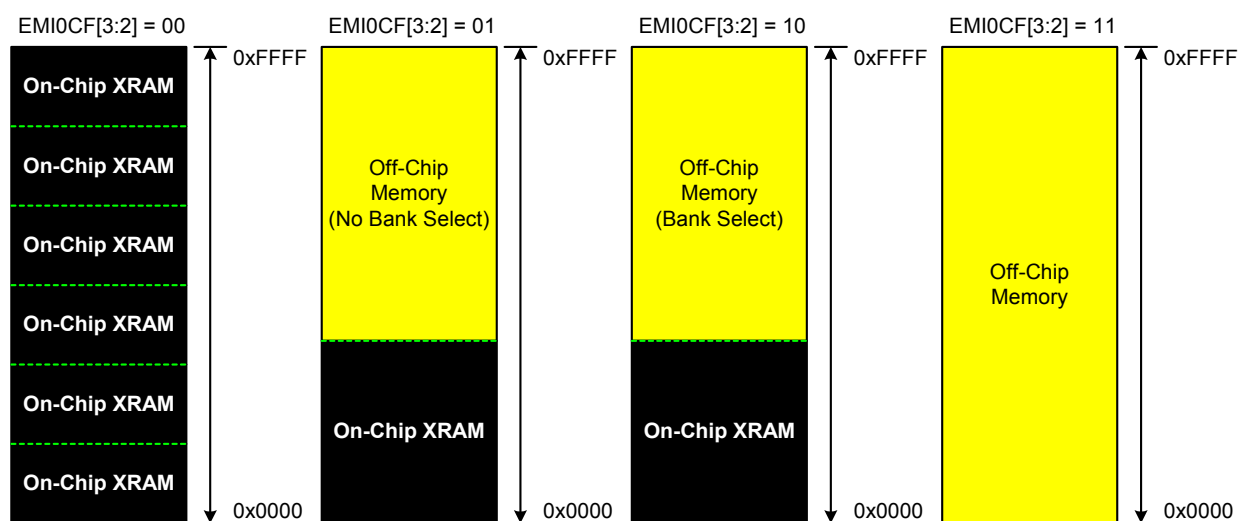 EMI0CF[3:2] = 00
0xFFFF
On-Chip XRAM
On-Chip XRAM
On-Chip XRAM
On-Chip XRAM
On-Chip XRAM
On-Chip XRAM
0x0000
EMI0CF[3:2] = 01
0xFFFF
Off-Chip
Memory
(No Bank Select)
On-Chip XRAM
0x0000
EMI0CF[3:2] = 10
0xFFFF
Off-Chip
Memory
(Bank Select)
On-Chip XRAM
0x0000
EMI0CF[3:2] = 11
0xFFFF
Off-Chip
Memory
0x0000